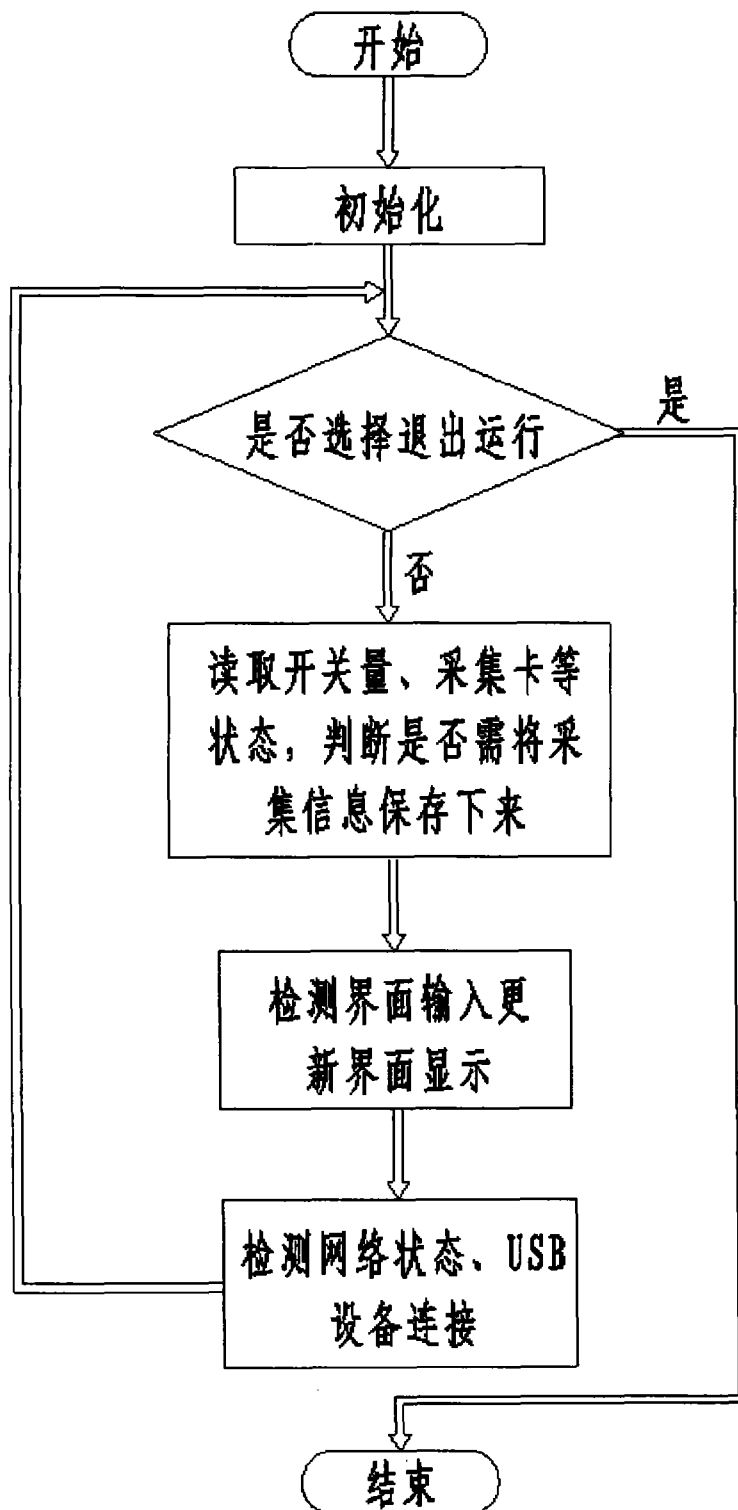 开始
初始化
是否选择退出运行
是
否
读取开关量、采集卡等
状态，判断是否需将采
集信息保存下来
检测界面输入更
新界面显示
检测网络状态、USB
设备连接
结束